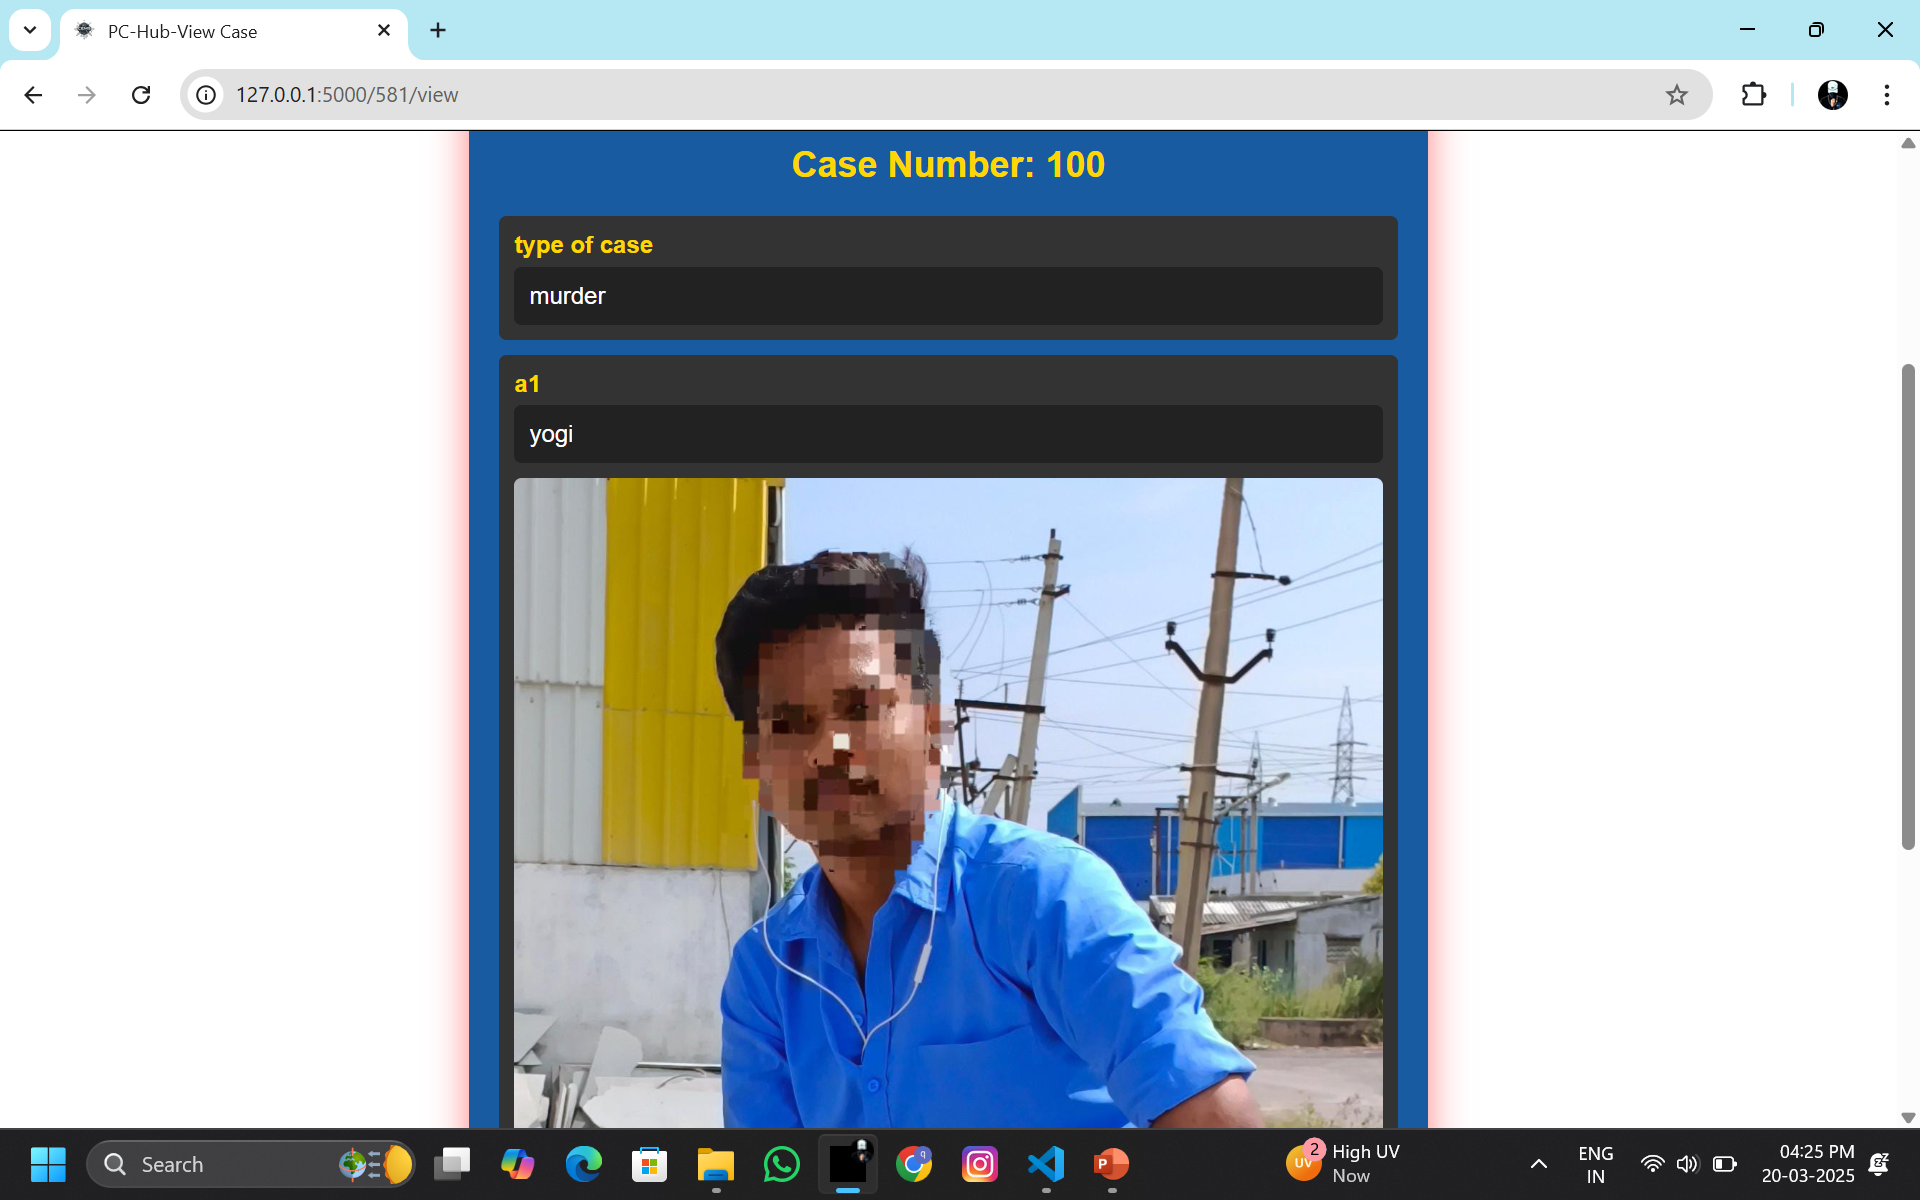 PC-Hub-View Case
127.0.0.1:5000/581/view
Case Number: 100
type of case
murder
a1
yogi
Search
UV
2
High UV
Now
ENG
IN
04:25 PM
20-03-2025